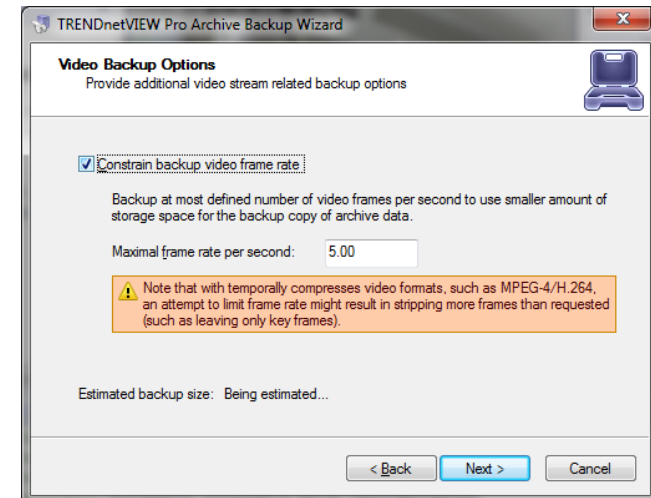 TRENDnetVIEW Pro Archive Backup Wizard
Video Backup Options
Provide additional video stream related backup options
Constrain backup video frame rate
Backup at most defined number of video frames per second to use smaller amount of
storage space for the backup copy of archive data.
Maximal frame rate per second: 5.00
Note that with temporally compresses video formats, such as MPEG-4/H.264,
an attempt to limit frame rate might result in stripping more frames than requested
(such as leaving only key frames).
Estimated backup size: Being estimated...
< Back Next > Cancel